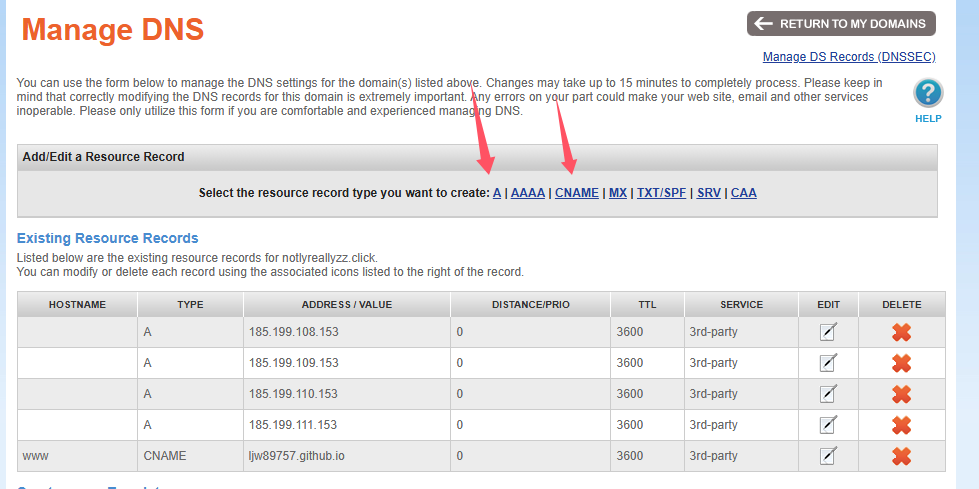 Manage DNS
RETURN TO MY DOMAINS
Manage DS Records (DNSSEC)
You can use the form below to manage the DNS settings for the domain(s) listed above. Changes may take up to 15 minutes to completely process. Please keep in
mind that correctly modifying the DNS records for this domain is extremely important. Any errors on your part could make your web site, email and other services
inoperable. Please only utilize this form if you are comfortable and experienced managing DNS.
?
HELP
Add/Edit a Resource Record
Select the resource record type you want to create: A | AAAA | CNAME | MX | TXT/SPF | SRV | CAA
Existing Resource Records
Listed below are the existing resource records for notlyreallyzz.click.
You can modify or delete each record using the associated icons listed to the right of the record.
HOSTNAME TYPE ADDRESS / VALUE DISTANCE/PRIO TTL SERVICE EDIT DELETE
A 185.199.108.153 0 3600 3rd-party
A 185.199.109.153 0 3600 3rd-party
A 185.199.110.153 0 3600 3rd-party
A 185.199.111.153 0 3600 3rd-party
www CNAME ljw89757.github.io 0 3600 3rd-party